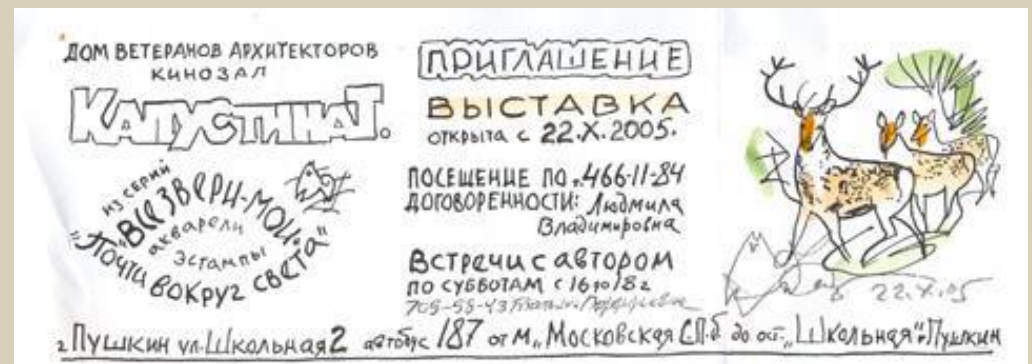 ДОМ ВЕТЕРАНОВ АРХИТЕКТОРОВ
КИНОЗАЛ
КАПУСТИНА Т.
ИЗ СЕРИЙ
"ВСЕ ЗВЕРИ-МОИ"
акварели
Эстампы
"Почти вокруг света"
ПРИГЛАШЕНИЕ
ВЫСТАВКА
открыта с 22.X.2005.
ПОСЕЩЕНИЕ ПО т.466-11-84
ДОГОВОРЕННОСТИ: Людмила
Владимировна
Встречи с автором
по субботам с 16 до 18 г
705-55-43
22.X.05
г Пушкин ул. Школьная 2 автобус 187 от м „Московская С.П.б до ост. „Школьная" г. Пушкин